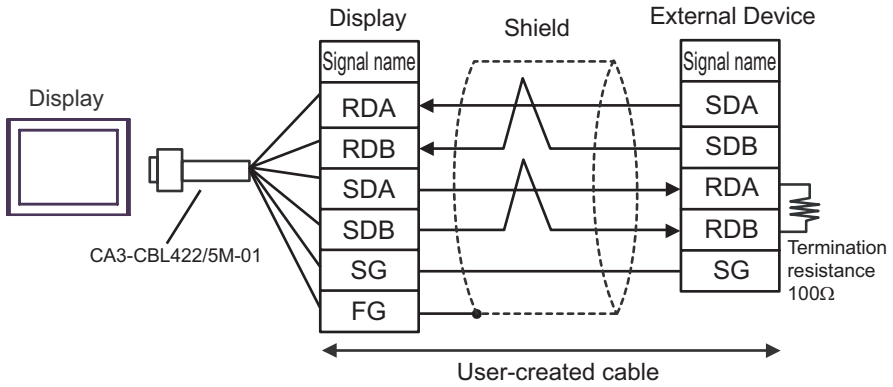 Display
Shield
External Device
Signal name
Signal name
Display
RDA
SDA
RDB
SDB
SDA
RDA
SDB
RDB
CA3-CBL422/5M-01
SG
SG
Termination
resistance
100Ω
FG
User-created cable